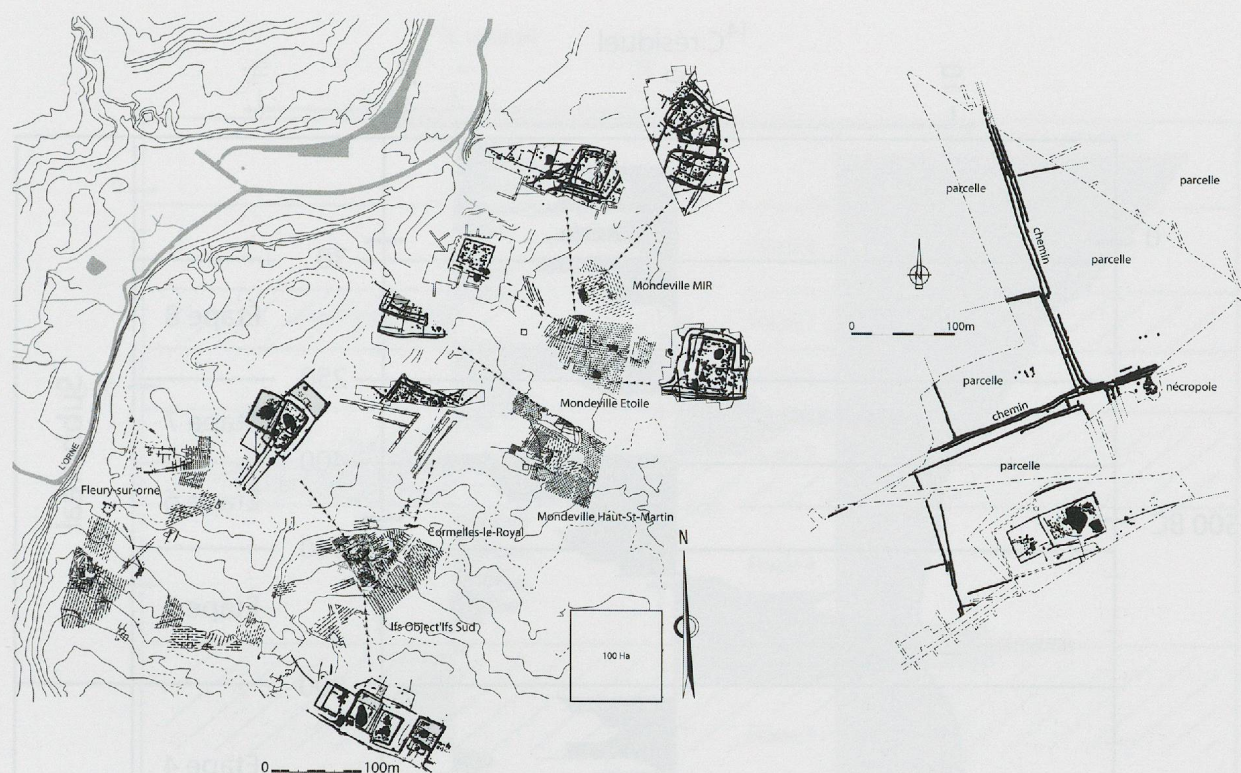 Mondeville MIR
Mondeville Etoile
L'ORNE
Fleury-sur-orne
Mondeville Haut-St-Martin
Cormelles-le-Royal
Ifs Object'Ifs Sud
N
100 Ha
0 100m
parcelle
parcelle
chemin
parcelle
N
0 100m
parcelle
nécropole
chemin
parcelle